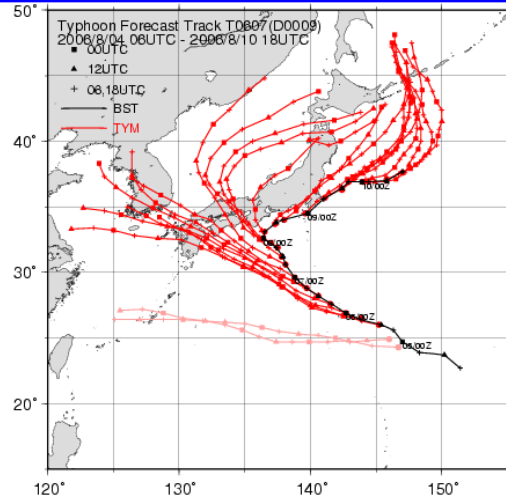 50°
Typhoon Forecast Track T0607(D0009)
2006/8/04 06UTC - 2006/8/10 18UTC
00UTC
12UTC
06,18UTC
BST
TYM
40°
30°
20°
10/00Z
09/00Z
08/00Z
07/00Z
06/00Z
05/00Z
120° 130° 140° 150°